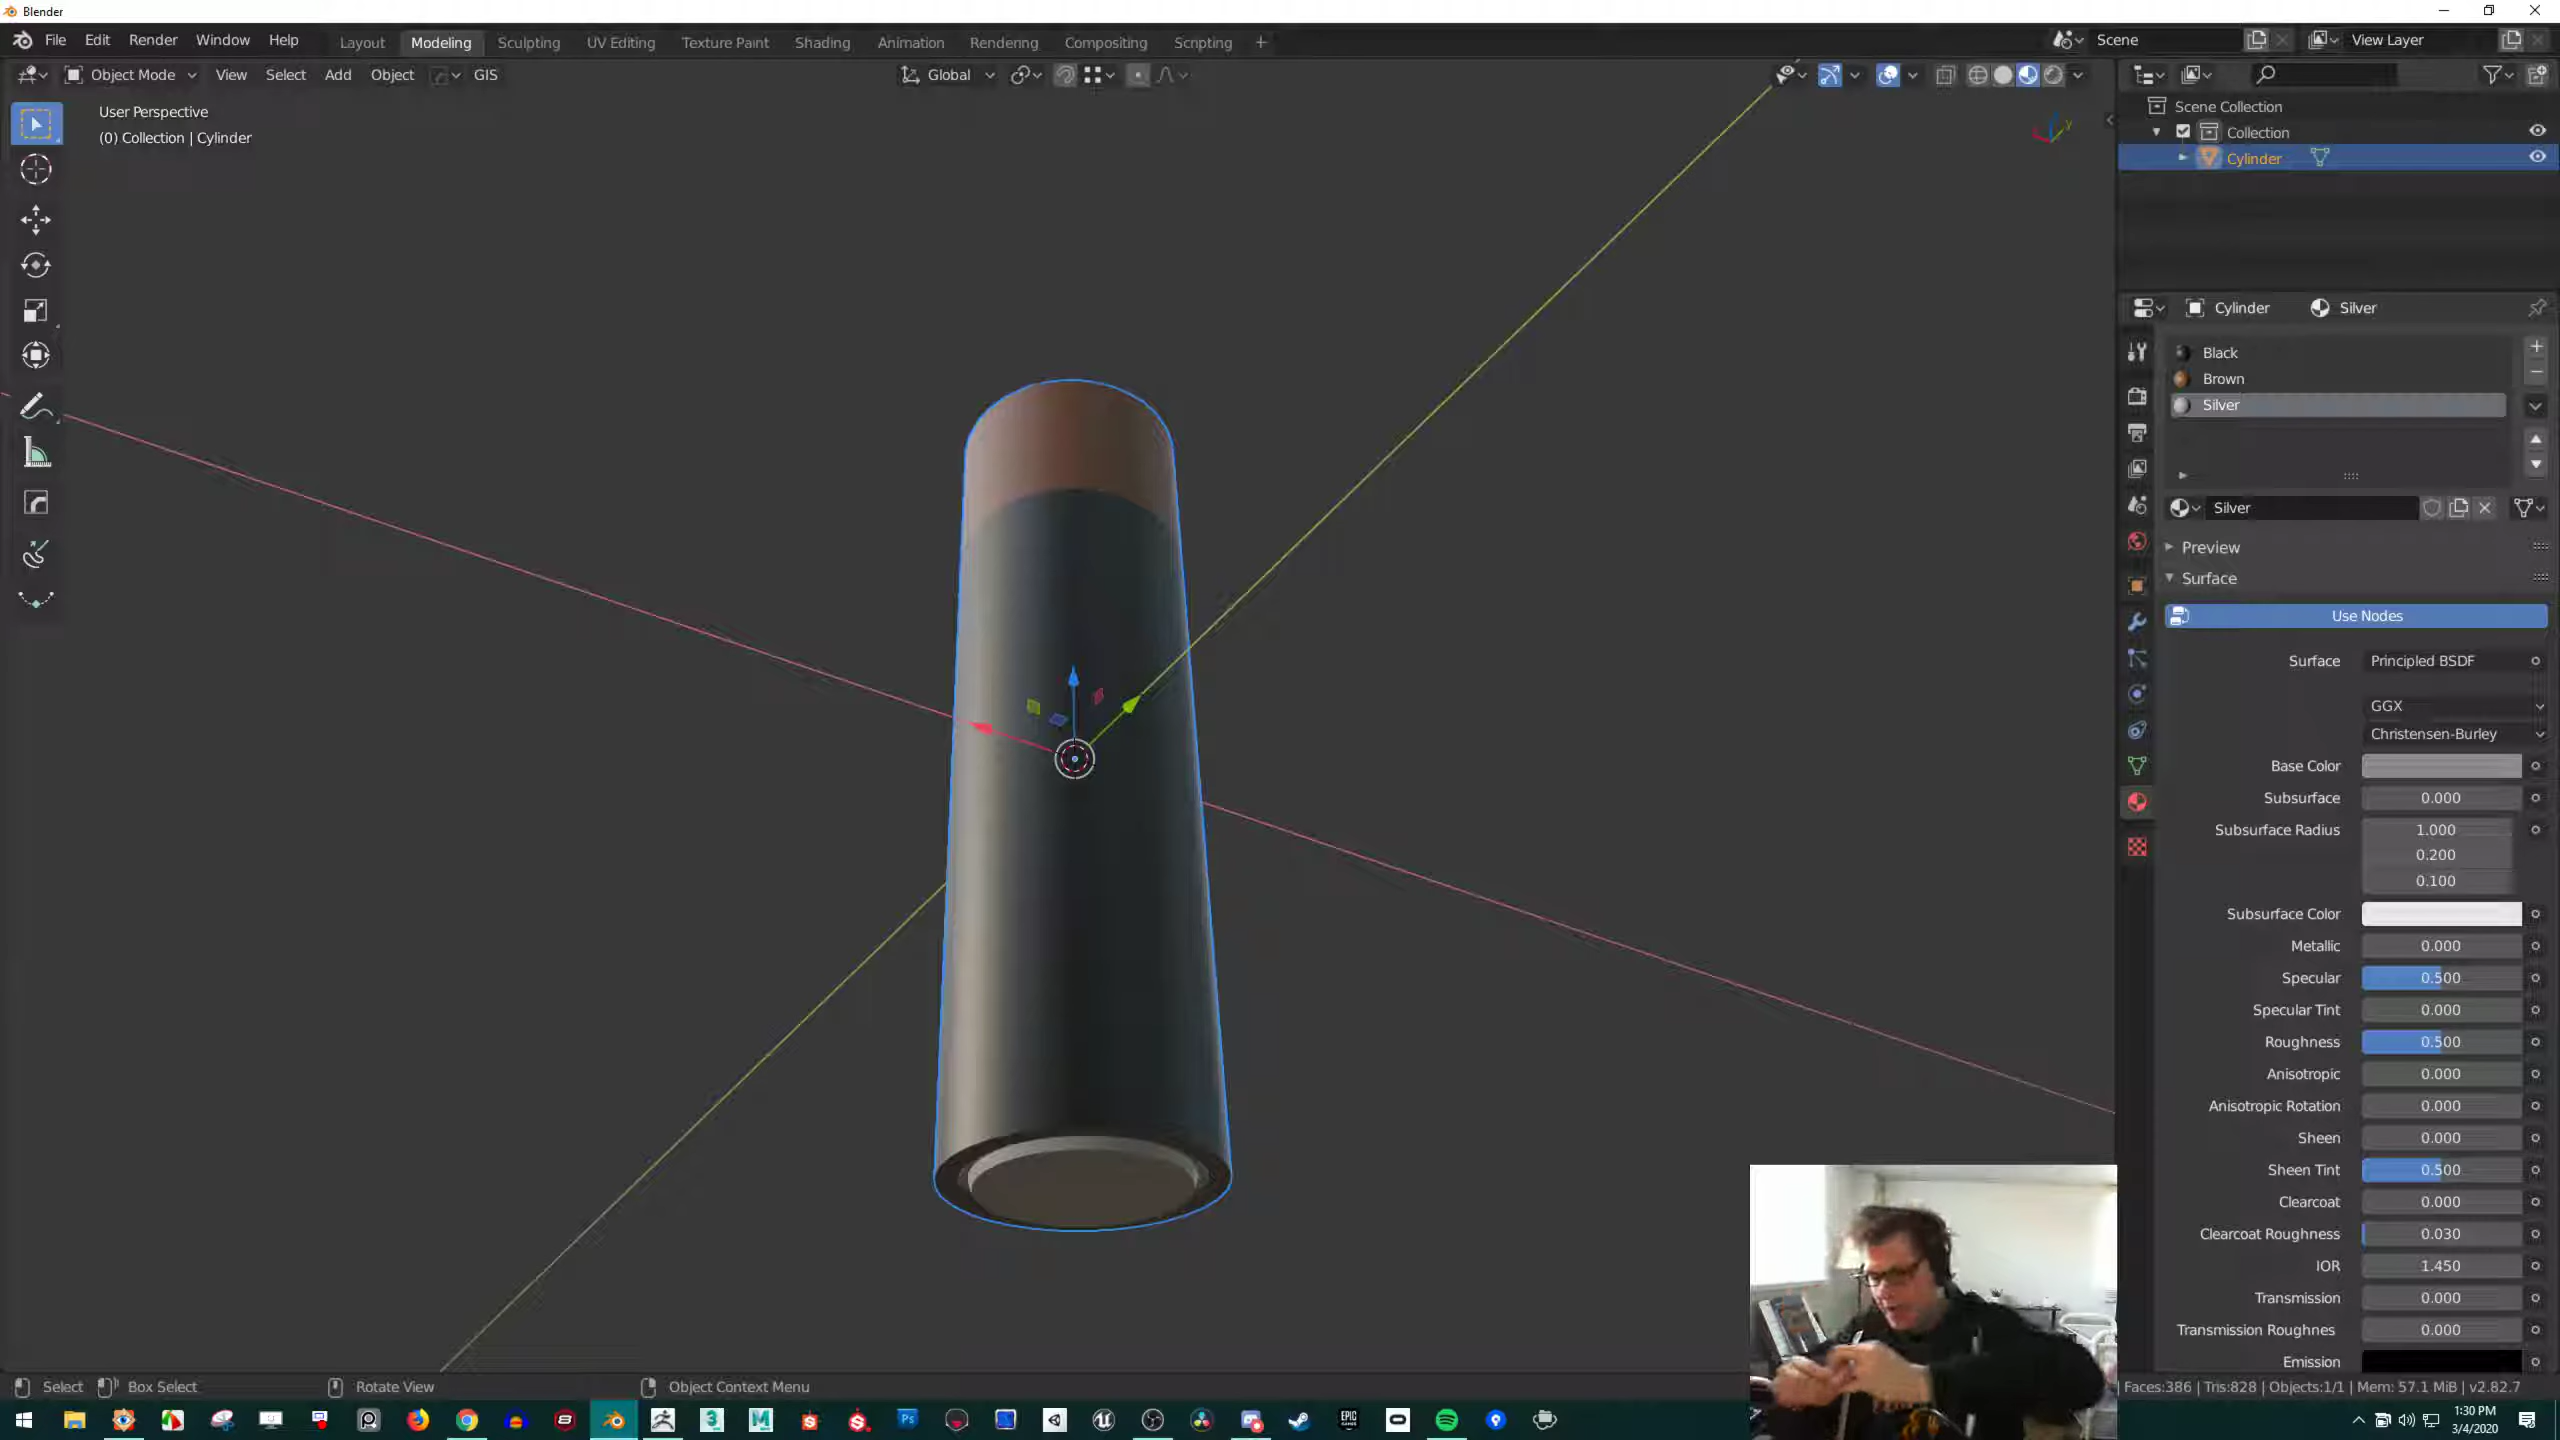 Blender
File Edit Render Window Help Layout Modeling Sculpting UV Editing Texture Paint Shading Animation Rendering Compositing Scripting + Scene View Layer
Object Mode View Select Add Object GIS Global
User Perspective
(0) Collection | Cylinder
Scene Collection
Collection
Cylinder
Cylinder Silver
Black
Brown
Silver
Silver
Preview
Surface
Use Nodes
Surface Principled BSDF
GGX
Christensen-Burley
Base Color
Subsurface 0.000
Subsurface Radius 1.000
0.200
0.100
Subsurface Color
Metallic 0.000
Specular 0.500
Specular Tint 0.000
Roughness 0.500
Anisotropic 0.000
Anisotropic Rotation 0.000
Sheen 0.000
Sheen Tint 0.500
Clearcoat 0.000
Clearcoat Roughness 0.030
IOR 1.450
Transmission 0.000
Transmission Roughnes 0.000
Emission
Select Box Select Rotate View Object Context Menu Faces:386 | Tris:828 | Objects:1/1 | Mem: 57.1 MiB | v2.82.7
1:30 PM
3/4/2020